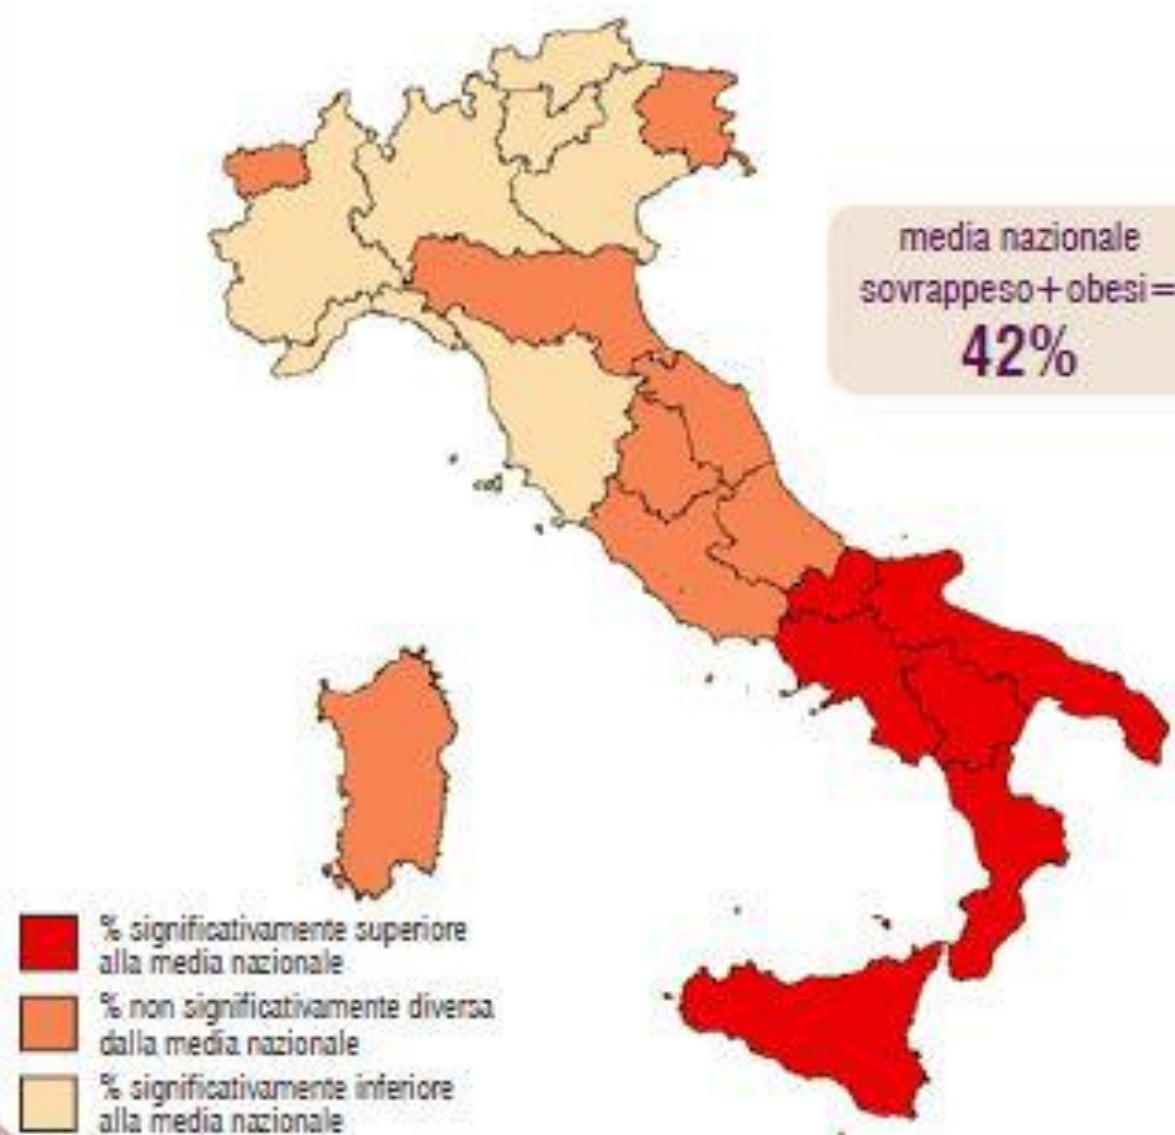 media nazionale
sovrappeso+obesi=
42%
% significativamente superiore
alla media nazionale
% non significativamente diversa
dalla media nazionale
% significativamente inferiore
alla media nazionale